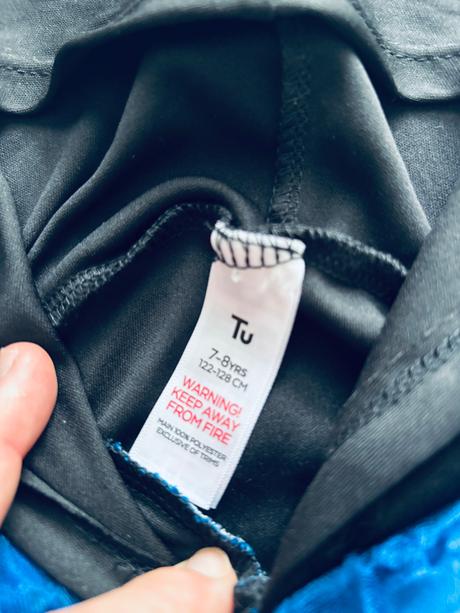 Tu
7-8YRS
122-128 CM
WARNING!
KEEP AWAY
FROM FIRE
MAIN 100% POLYESTER
EXCLUSIVE OF TRIMS